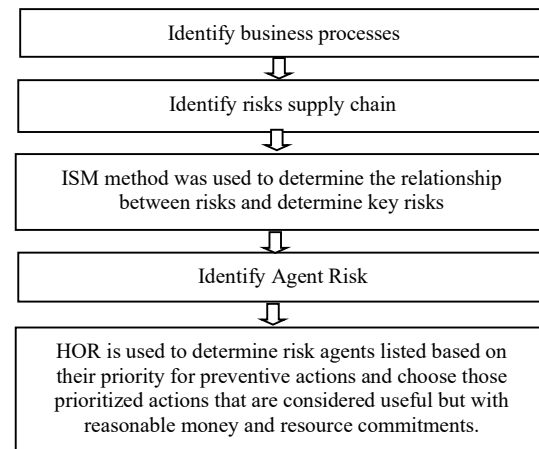 Identify business processes
Identify risks supply chain
ISM method was used to determine the relationship
between risks and determine key risks
Identify Agent Risk
HOR is used to determine risk agents listed based on
their priority for preventive actions and choose those
prioritized actions that are considered useful but with
reasonable money and resource commitments.